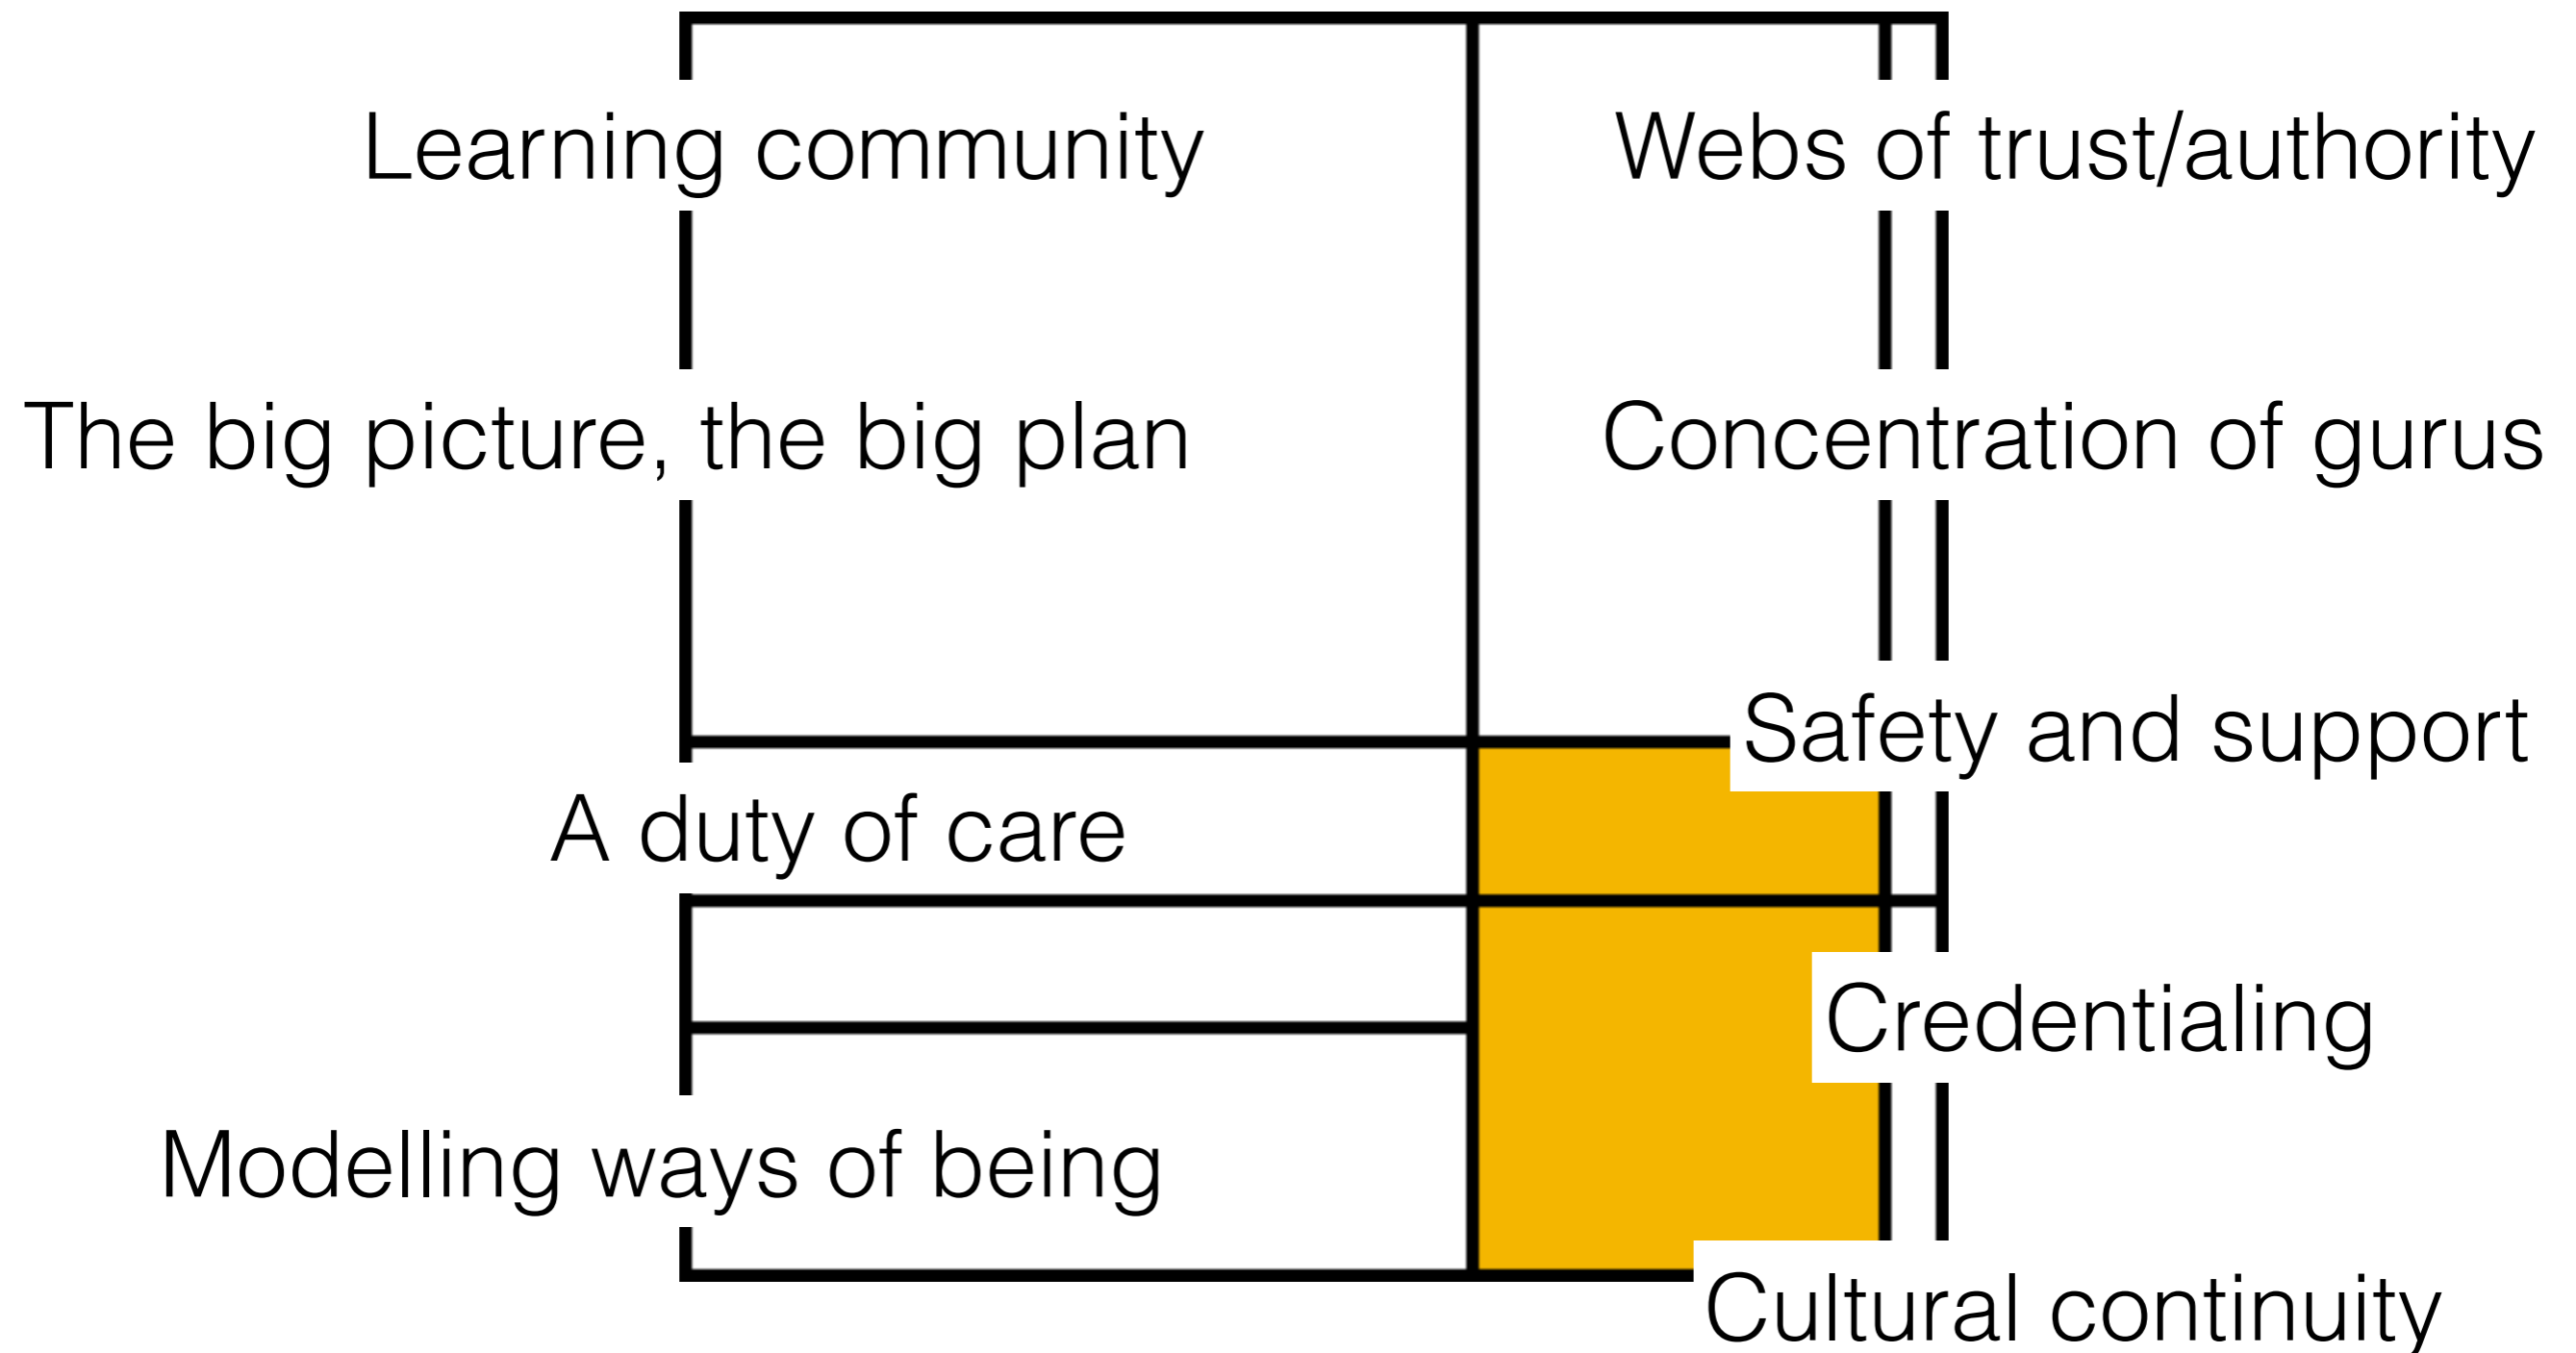 Learning community
Webs of trust/authority
The big picture, the big plan
Concentration of gurus
Safety and support
A duty of care
Credentialing
Modelling ways of being
Cultural continuity